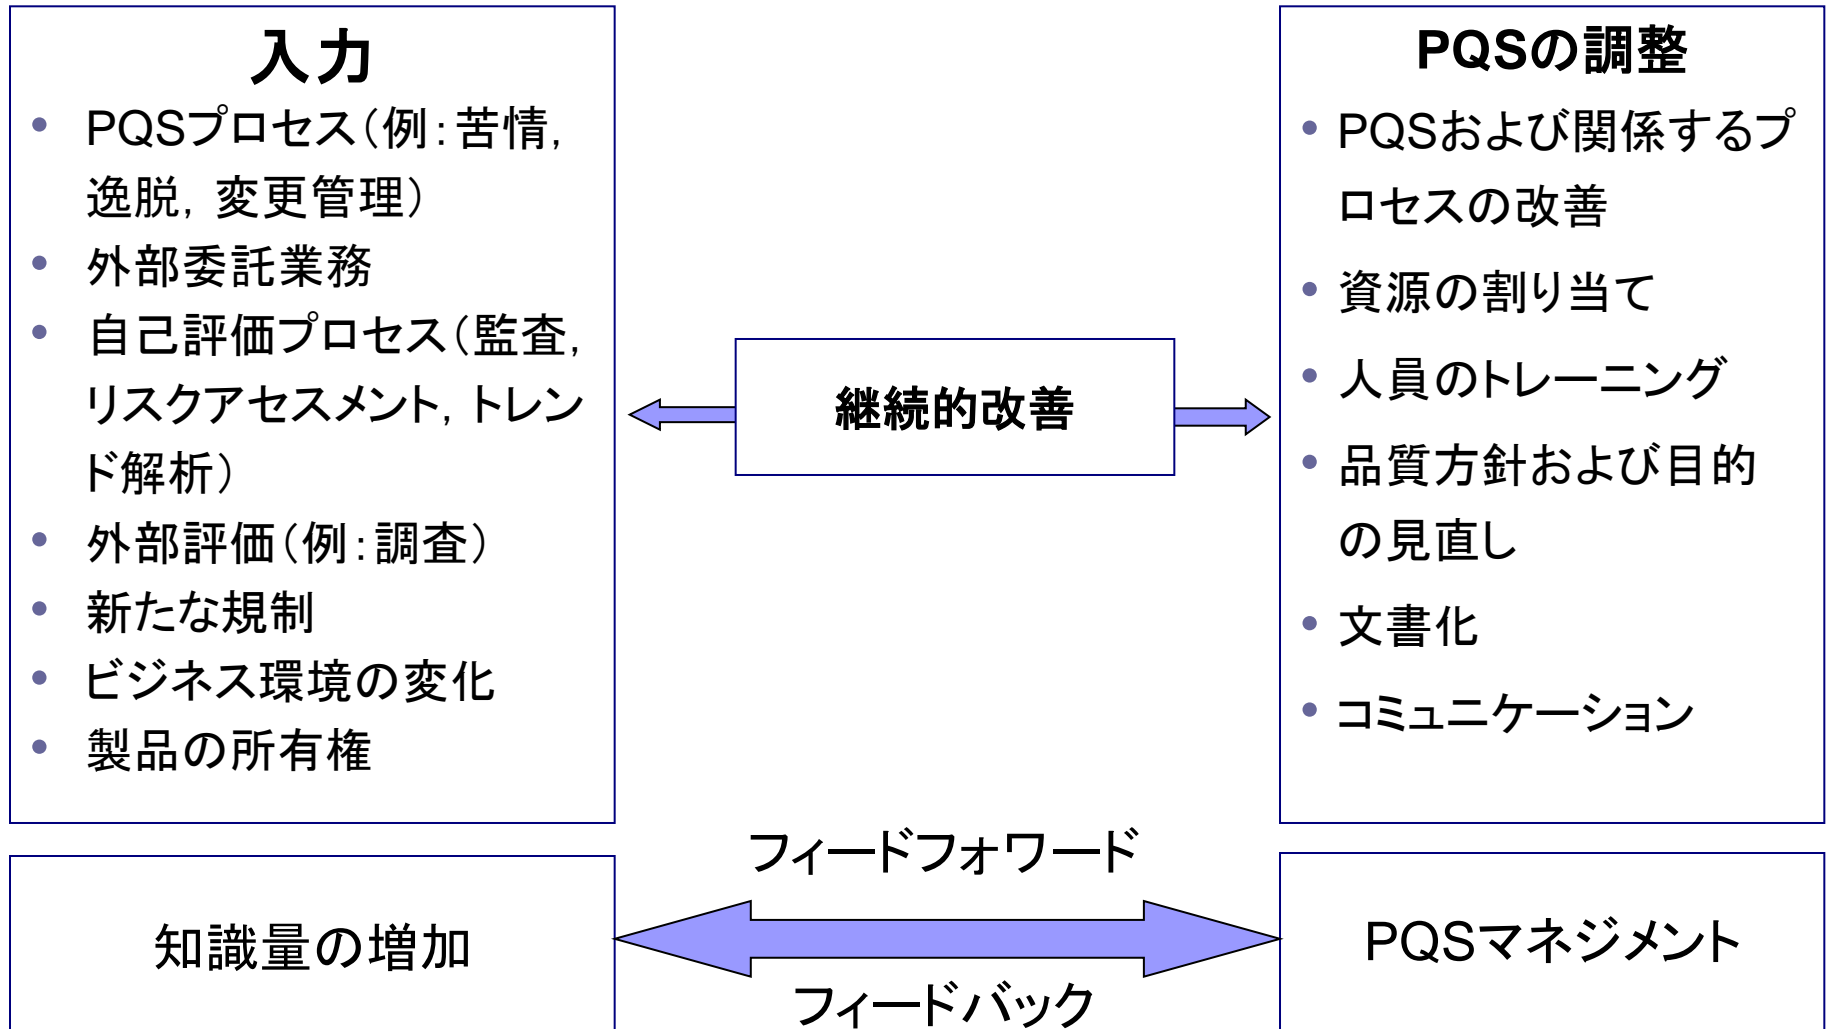 入力
• PQSプロセス（例：苦情，
逸脱，変更管理）
• 外部委託業務
• 自己評価プロセス（監査，
リスクアセスメント，トレン
ド解析）
• 外部評価（例：調査）
• 新たな規制
• ビジネス環境の変化
• 製品の所有権
継続的改善
PQSの調整
• PQSおよび関係するプ
ロセスの改善
• 資源の割り当て
• 人員のトレーニング
• 品質方針および目的
の見直し
• 文書化
• コミュニケーション
知識量の増加
フィードフォワード
フィードバック
PQSマネジメント